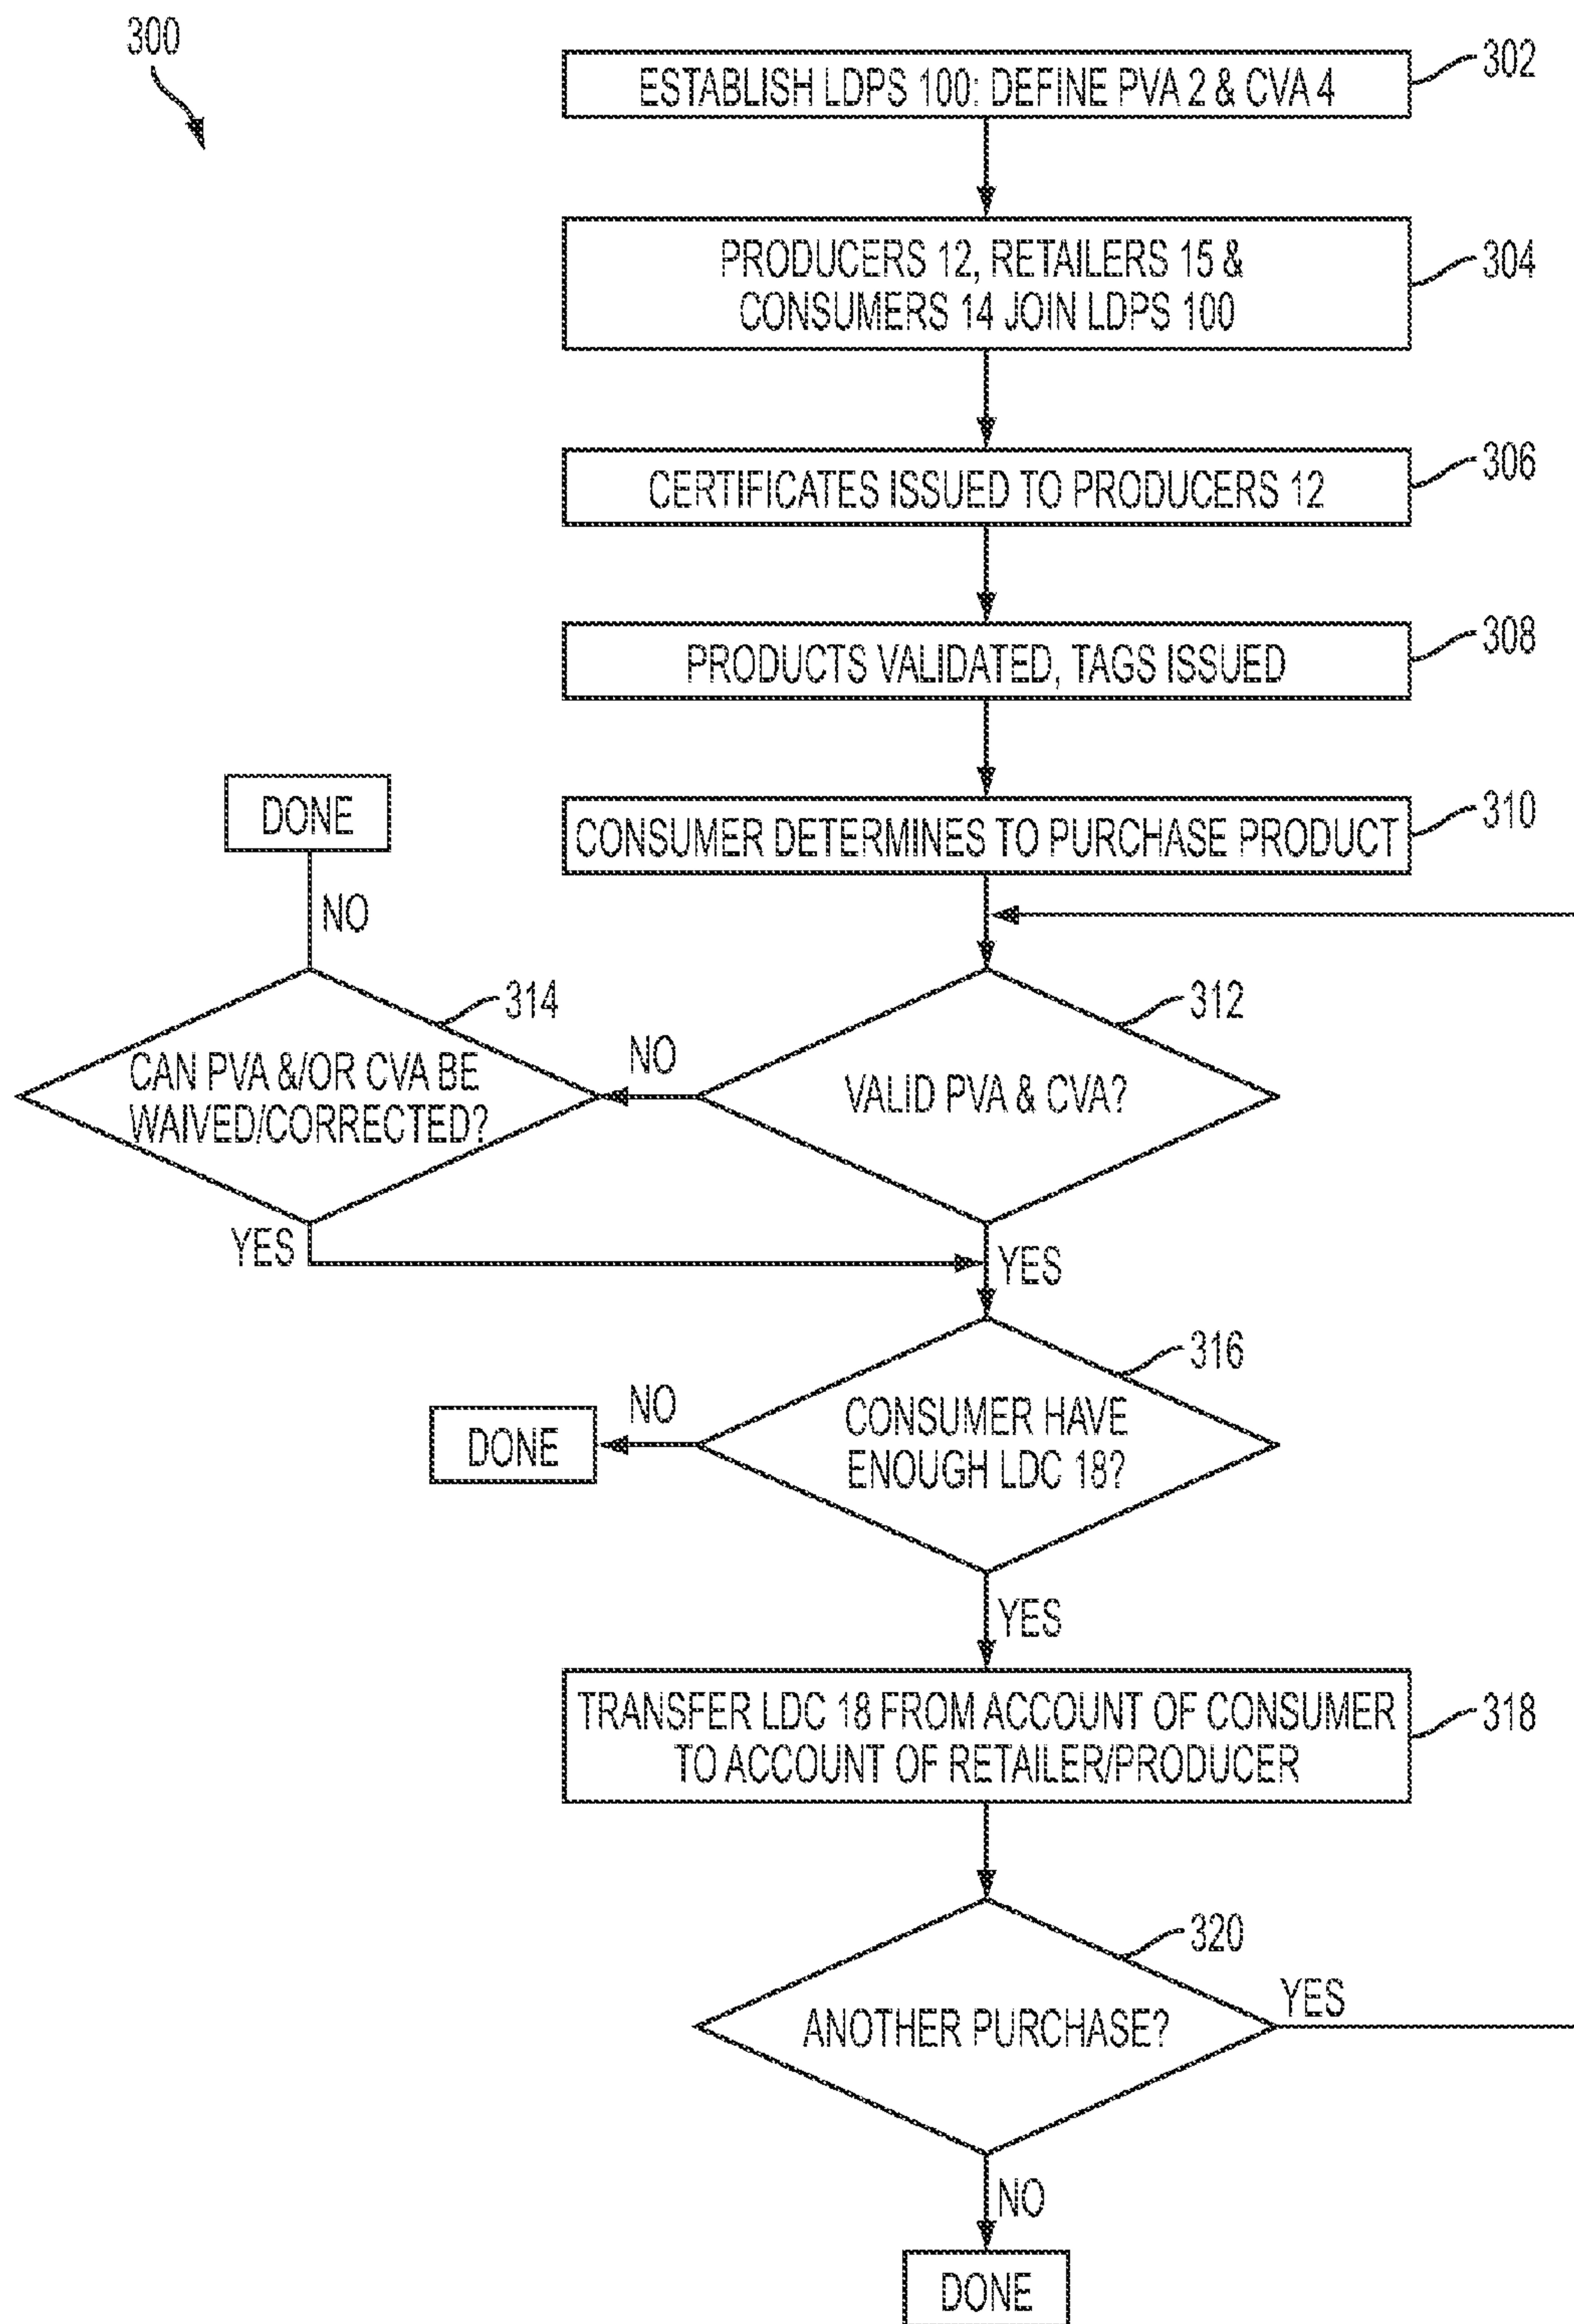 300
ESTABLISH LDPS 100: DEFINE PVA 2 & CVA 4
302
PRODUCERS 12, RETAILERS 15 &
CONSUMERS 14 JOIN LDPS 100
304
CERTIFICATES ISSUED TO PRODUCERS 12
306
PRODUCTS VALIDATED, TAGS ISSUED
308
DONE
CONSUMER DETERMINES TO PURCHASE PRODUCT
310
NO
314
CAN PVA &/OR CVA BE
WAIVED/CORRECTED?
NO
312
VALID PVA & CVA?
YES
YES
316
CONSUMER HAVE
ENOUGH LDC 18?
NO
DONE
YES
TRANSFER LDC 18 FROM ACCOUNT OF CONSUMER
TO ACCOUNT OF RETAILER/PRODUCER
318
320
ANOTHER PURCHASE?
YES
NO
DONE